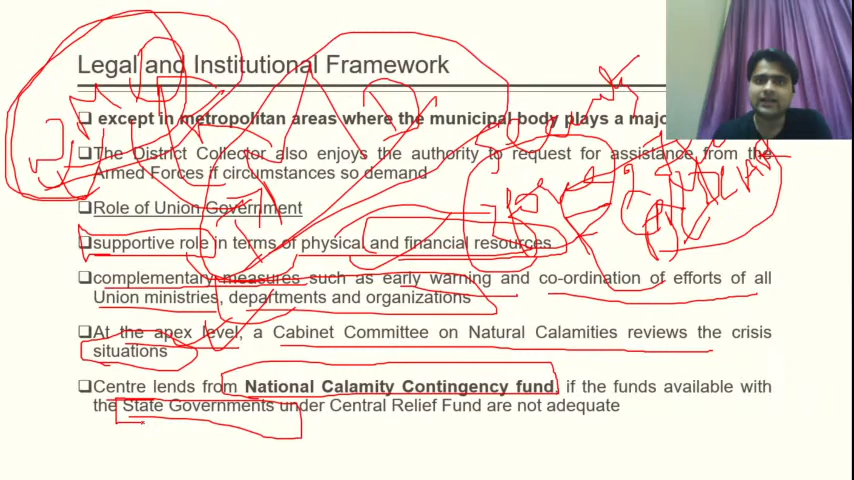 Legal and Institutional Framework
❑ except in metropolitan areas where the municipal body plays a majo
❑The District Collector also enjoys the authority to request for assistance from the
Armed Forces if circumstances so demand
❑Role of Union Government
❑supportive role in terms of physical and financial resources
❑complementary measures such as early warning and co-ordination of efforts of all
Union ministries, departments and organizations
❑At the apex level, a Cabinet Committee on Natural Calamities reviews the crisis
situations
❑Centre lends from National Calamity Contingency fund, if the funds available with
the State Governments under Central Relief Fund are not adequate